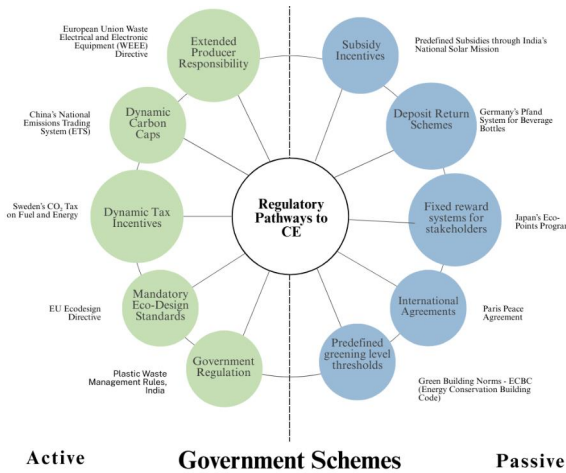 European Union Waste
Electrical and Electronic
Equipment (WEEE)
Directive
Extended
Producer
Responsibility
Subsidy
Incentives
Predefined Subsidies through India's
National Solar Mission
China's National
Emissions Trading
System (ETS)
Dynamic
Carbon
Caps
Deposit Return
Schemes
Germany's Pfand
System for Beverage
Bottles
Sweden's CO₂ Tax
on Fuel and Energy
Dynamic Tax
Incentives
Regulatory
Pathways to
CE
Fixed reward
systems for
stakeholders
Japan's Eco-
Points Program
EU Ecodesign
Directive
Mandatory
Eco-Design
Standards
International
Agreements
Paris Peace
Agreement
Plastic Waste
Management Rules,
India
Government
Regulation
Predefined
greening level
thresholds
Green Building Norms - ECBC
(Energy Conservation Building
Code)
Active
Government Schemes
Passive